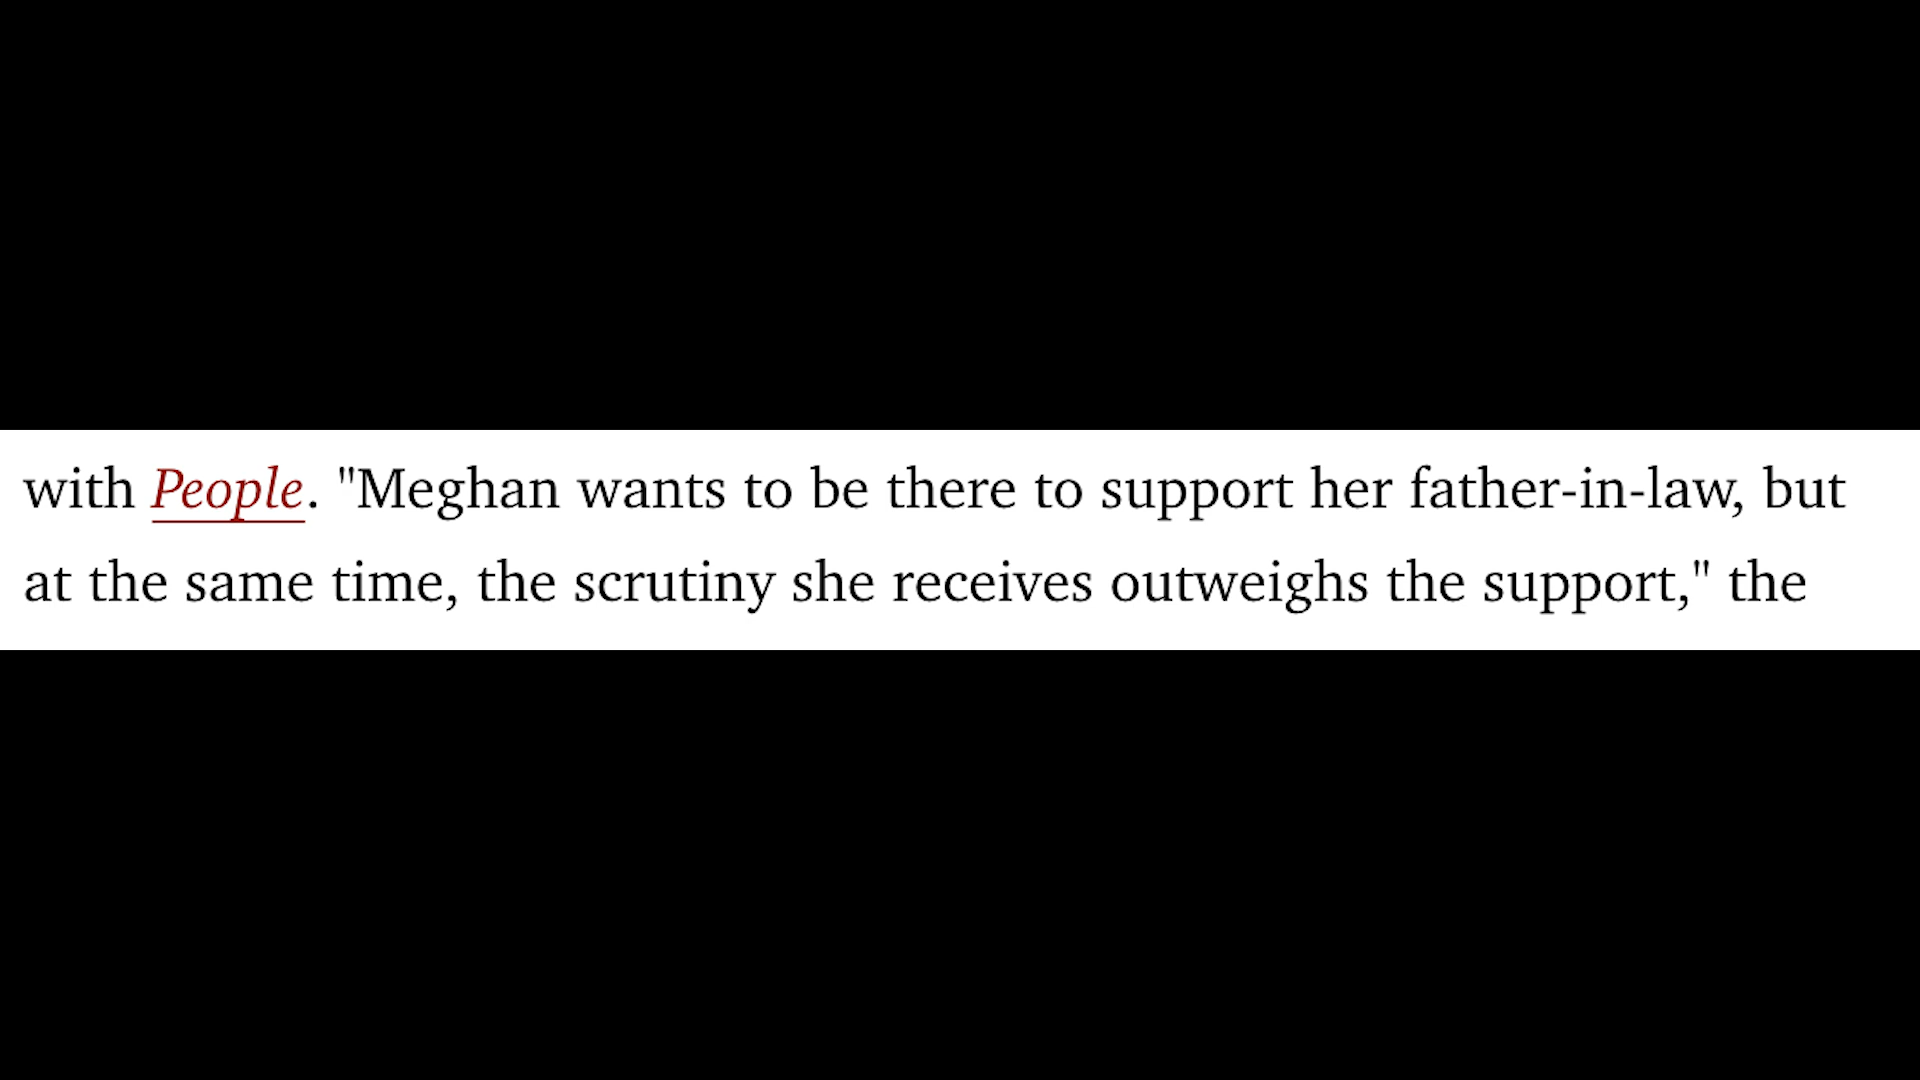 with People. "Meghan wants to be there to support her father-in-law, but
at the same time, the scrutiny she receives outweighs the support," the